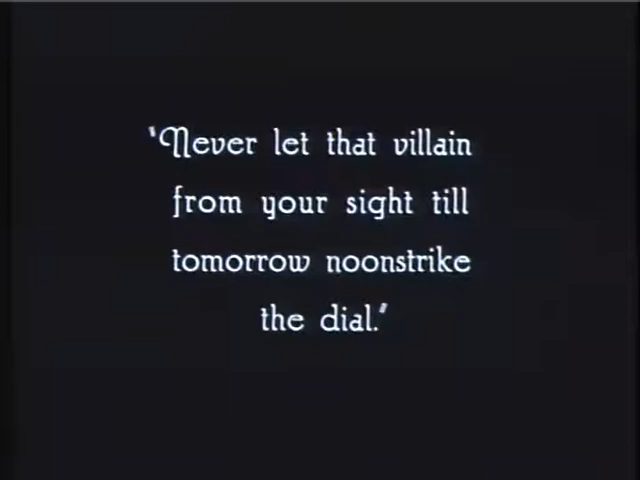 "Never let that villain
from your sight till
tomorrow noonstrike
the dial."